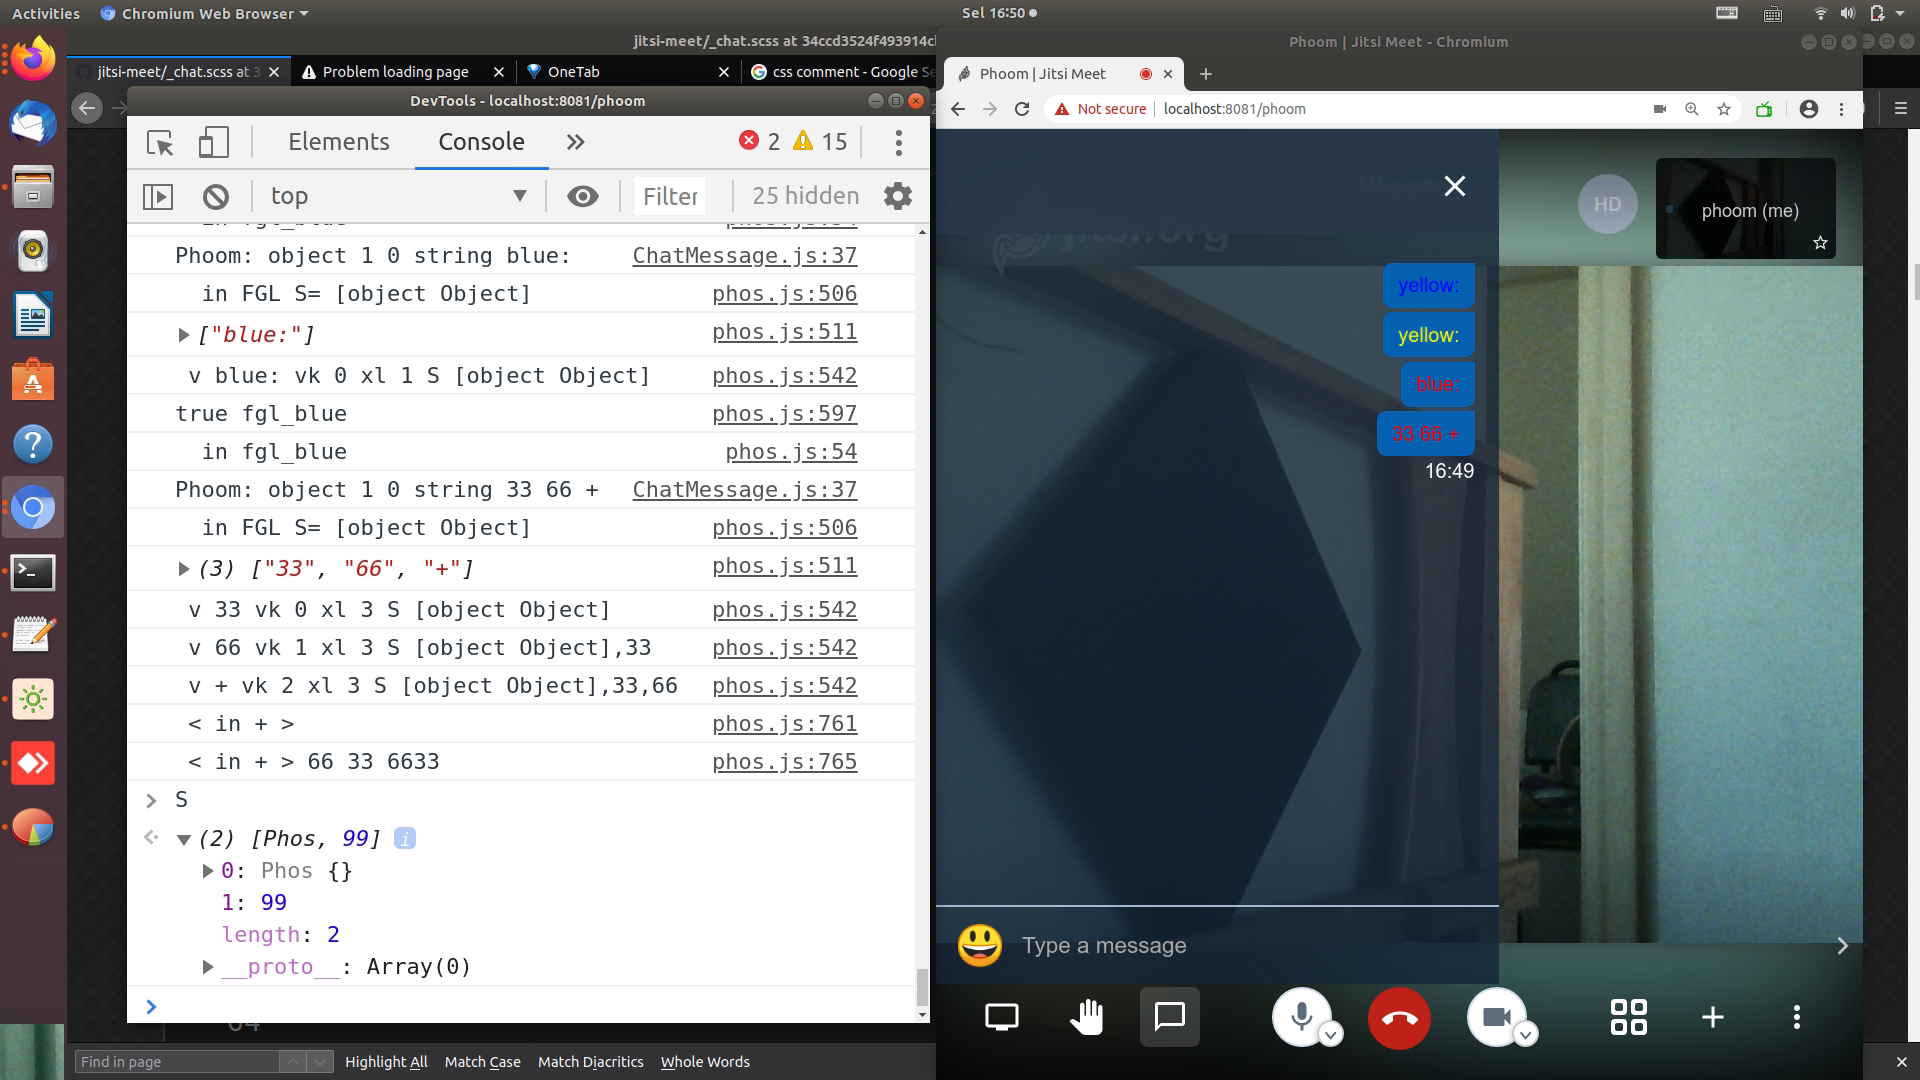 Activities
Chromium Web Browser
Sel 16:50
jitsi-meet/_chat.scss at 34ccd3524f493914c
Phoom | Jitsi Meet - Chromium
jitsi-meet/_chat.scss at 3
Problem loading page
OneTab
css comment - Google Se
Phoom | Jitsi Meet
DevTools - localhost:8081/phoom
Not secure
localhost:8081/phoom
Elements
Console
2
15
top
Filter
25 hidden
in fgl_blue
phos.js:54
Phoom: object 1 0 string blue:
ChatMessage.js:37
in FGL S= [object Object]
phos.js:506
["blue:"]
phos.js:511
v blue: vk 0 xl 1 S [object Object]
phos.js:542
true fgl_blue
phos.js:597
in fgl_blue
phos.js:54
Phoom: object 1 0 string 33 66 +
ChatMessage.js:37
in FGL S= [object Object]
phos.js:506
(3) ["33", "66", "+"]
phos.js:511
v 33 vk 0 xl 3 S [object Object]
phos.js:542
v 66 vk 1 xl 3 S [object Object],33
phos.js:542
v + vk 2 xl 3 S [object Object],33,66
phos.js:542
< in + >
phos.js:761
< in + > 66 33 6633
phos.js:765
S
(2) [Phos, 99] i
0: Phos {}
1: 99
length: 2
__proto__: Array(0)
Find in page
Highlight All
Match Case
Match Diacritics
Whole Words
Phoom
jitsi.org
HD
phoom (me)
yellow:
yellow:
blue:
33 66 +
16:49
Type a message